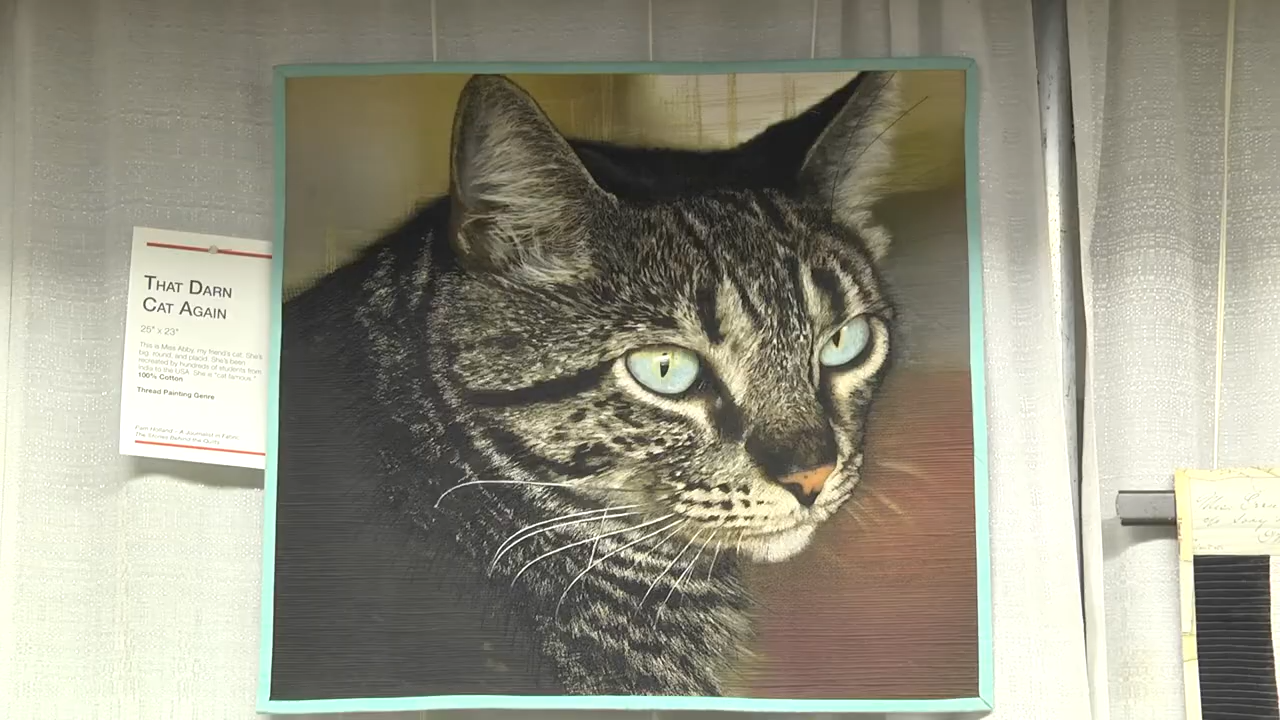 THAT DARN
CAT AGAIN
25" x 23"
This is Miss Abby, my friend's cat. She's
big, round, and placid. She's been
recreated by hundreds of students from
India to the USA. She is "cat famous."
100% Cotton
Thread Painting Genre
Pam Holland – A Journalist in Fabric
The Stories Behind the Quilts